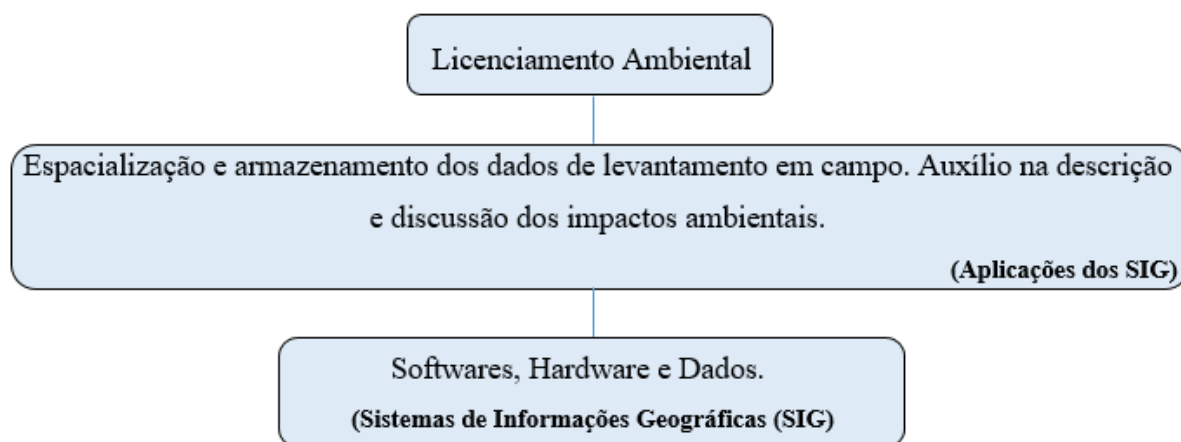 Licenciamento Ambiental
Espacialização e armazenamento dos dados de levantamento em campo. Auxílio na descrição
e discussão dos impactos ambientais.
(Aplicações dos SIG)
Softwares, Hardware e Dados.
(Sistemas de Informações Geográficas (SIG)